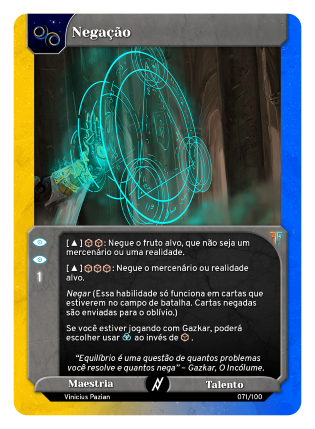 Negação
[▲]: Negue o fruto alvo, que não seja um
mercenário ou uma realidade.
[▲]: Negue o mercenário ou realidade
alvo.
1
Negar (Essa habilidade só funciona em cartas que
estiverem no campo de batalha. Cartas negadas
são enviadas para o oblívio.)
Se você estiver jogando com Gazkar, poderá
escolher usar ao invés de .
"Equilíbrio é uma questão de quantos problemas
você resolve e quantos nega" - Gazkar, O Incólume.
Maestria Talento
Vinicius Pazian 071/100